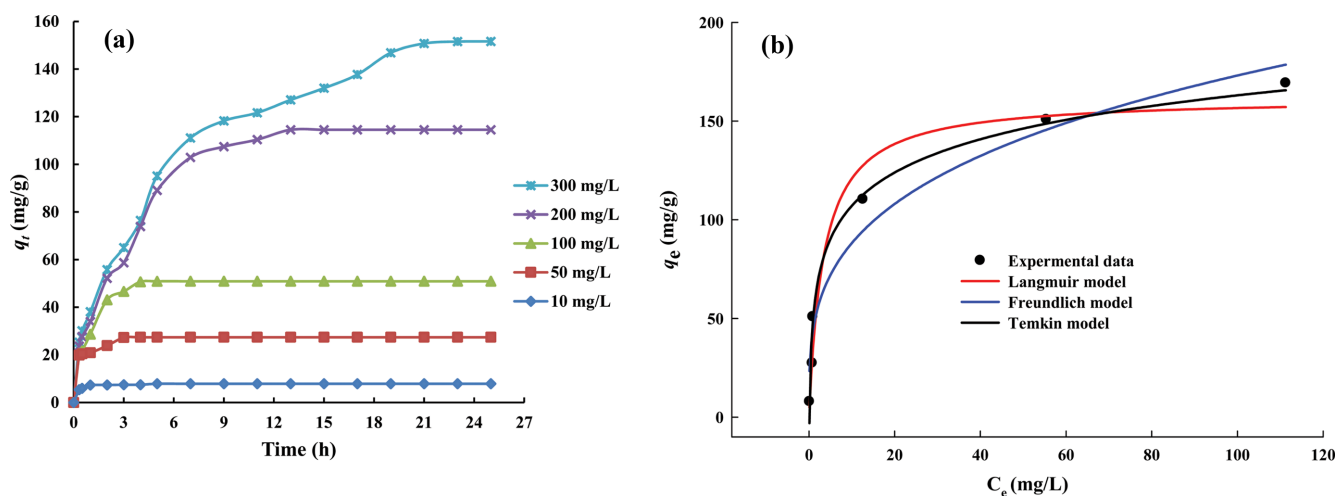 (a)
160
140
120
100
80
60
40
20
0
q_t (mg/g)
0 3 6 9 12 15 18 21 24 27
Time (h)
300 mg/L
200 mg/L
100 mg/L
50 mg/L
10 mg/L
(b)
200
150
100
50
0
q_e (mg/g)
0 20 40 60 80 100 120
C_e (mg/L)
Expermental data
Langmuir model
Freundlich model
Temkin model